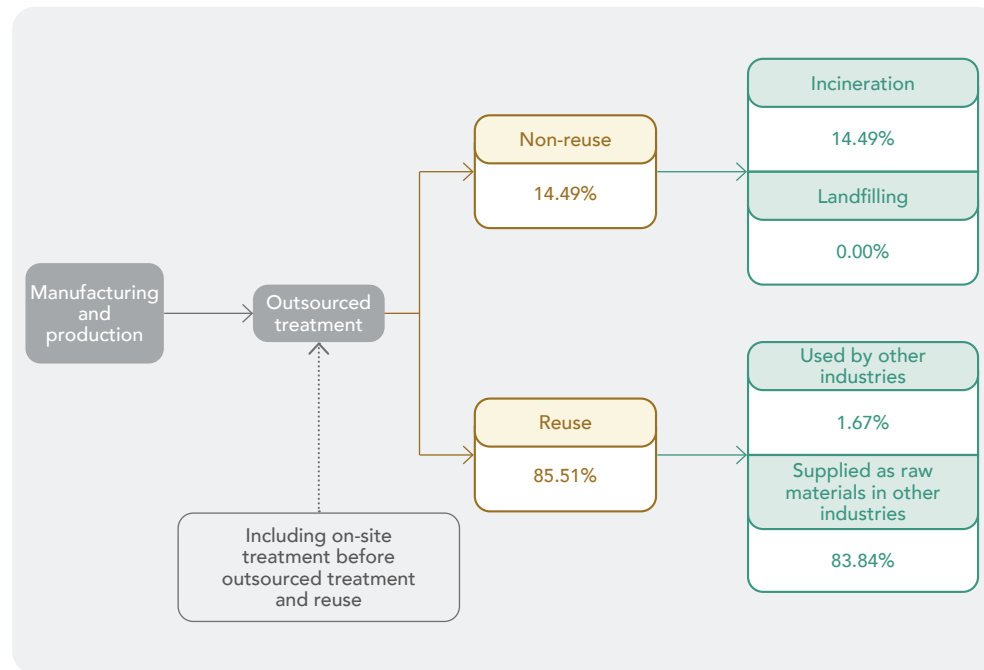 Manufacturing
and
production
Outsourced
treatment
Including on-site
treatment before
outsourced treatment
and reuse
Non-reuse
14.49%
Reuse
85.51%
Incineration
14.49%
Landfilling
0.00%
Used by other
industries
1.67%
Supplied as raw
materials in other
industries
83.84%